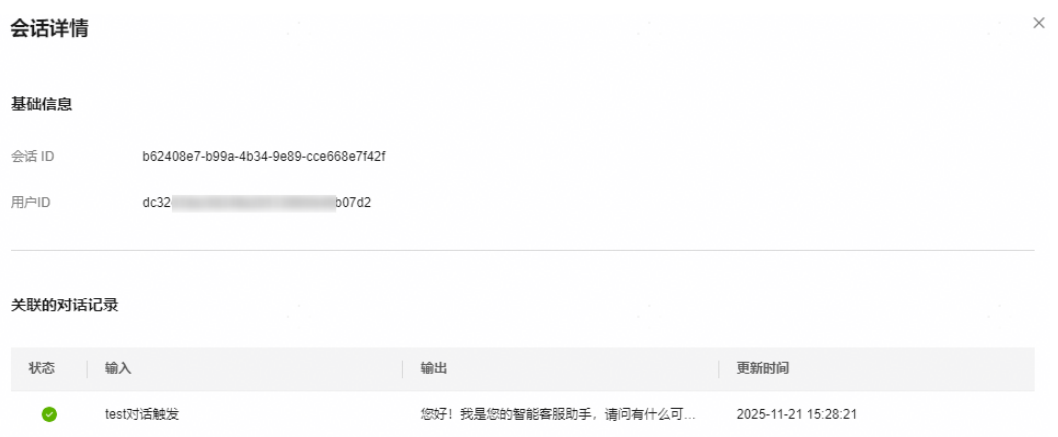 会话详情
基础信息
会话 ID b62408e7-b99a-4b34-9e89-cce668e7f42f
用户ID dc32 b07d2
关联的对话记录
状态 输入 输出 更新时间
test对话触发 您好！我是您的智能客服助手，请问有什么可... 2025-11-21 15:28:21